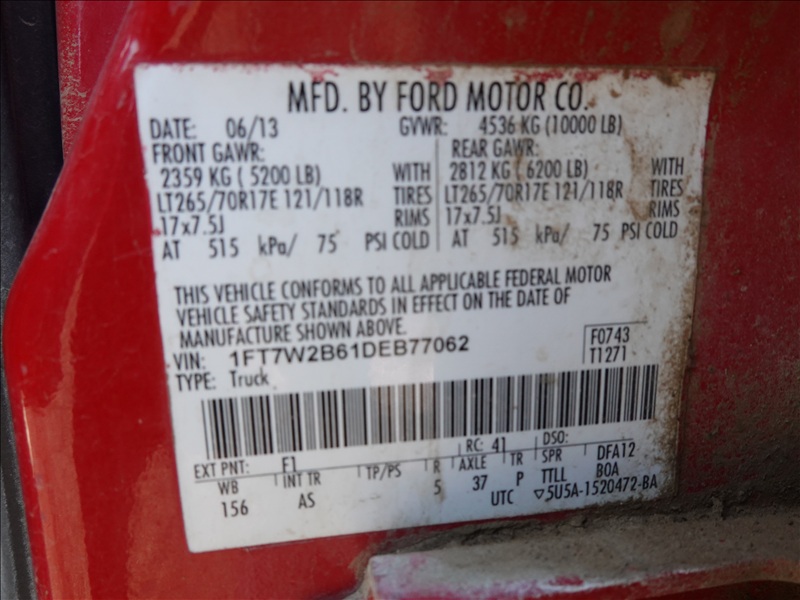 MFD. BY FORD MOTOR CO.
DATE: 06/13 GVWR: 4536 KG (10000 LB)
FRONT GAWR: REAR GAWR:
2359 KG ( 5200 LB) WITH 2812 KG ( 6200 LB) WITH
LT265/70R17E 121/118R TIRES LT265/70R17E 121/118R TIRES
17x7.5J RIMS 17x7.5J RIMS
AT 515 kPa/ 75 PSI COLD AT 515 kPa/ 75 PSI COLD
THIS VEHICLE CONFORMS TO ALL APPLICABLE FEDERAL MOTOR
VEHICLE SAFETY STANDARDS IN EFFECT ON THE DATE OF
MANUFACTURE SHOWN ABOVE.
VIN: 1FT7W2B61DEB77062 F0743
TYPE: Truck T1271
EXT PNT: F1 RC: 41 DSO:
WB INT TR TP/PS R AXLE TR SPR DFA12
156 AS 5 37 P TTLL BOA
UTC ▽5U5A-1520472-BA